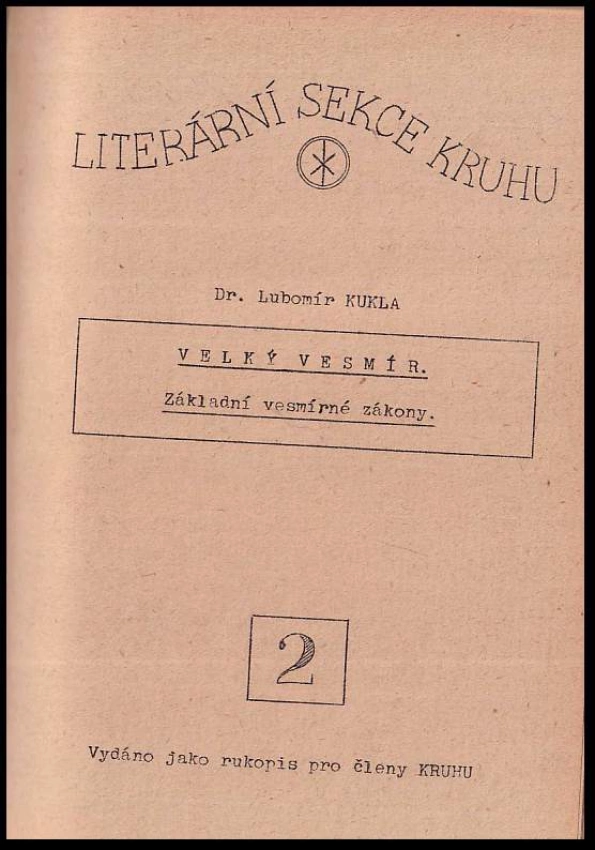 LITERÁRNÍ SEKCE KRUHU
Dr. Lubomír KUKLA
V E L K Ý V E S M Í R.
Základní vesmírné zákony.
2
Vydáno jako rukopis pro členy KRUHU